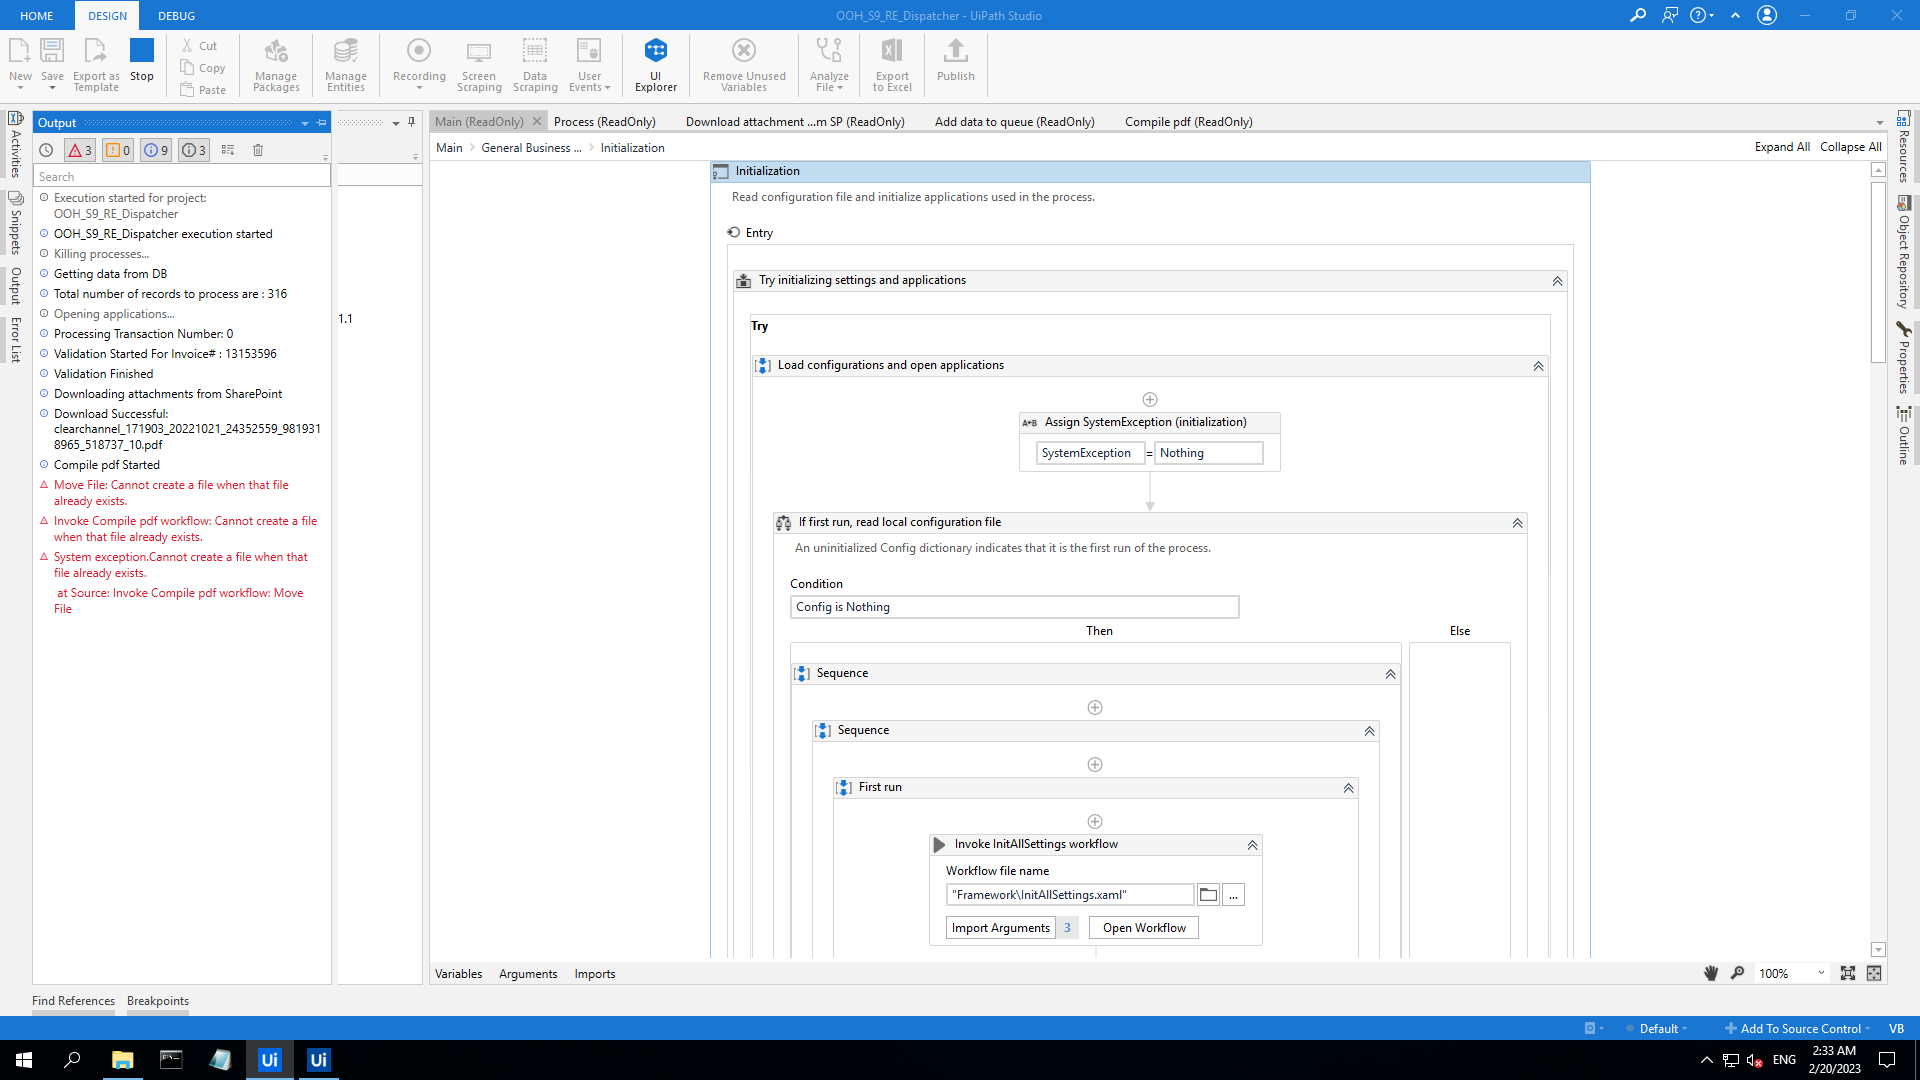 HOME
DESIGN
DEBUG
OOH_S9_RE_Dispatcher - UiPath Studio
New
Save
Export as
Template
Stop
Cut
Copy
Paste
Manage
Packages
Manage
Entities
Recording
Screen
Scraping
Data
Scraping
User
Events
UI
Explorer
Remove Unused
Variables
Analyze
File
Export
to Excel
Publish
Activities
Snippets
Output
Error List
Output
3
0
9
3
Search
Execution started for project:
OOH_S9_RE_Dispatcher
OOH_S9_RE_Dispatcher execution started
Killing processes...
Getting data from DB
Total number of records to process are : 316
Opening applications...
Processing Transaction Number: 0
Validation Started For Invoice# : 13153596
Validation Finished
Downloading attachments from SharePoint
Download Successful:
clearchannel_171903_20221021_24352559_981931
8965_518737_10.pdf
Compile pdf Started
Move File: Cannot create a file when that file
already exists.
Invoke Compile pdf workflow: Cannot create a file
when that file already exists.
System exception.Cannot create a file when that
file already exists.
at Source: Invoke Compile pdf workflow: Move
File
1.1
Main (ReadOnly)
Process (ReadOnly)
Download attachment ...m SP (ReadOnly)
Add data to queue (ReadOnly)
Compile pdf (ReadOnly)
Main
General Business ...
Initialization
Expand All
Collapse All
Initialization
Read configuration file and initialize applications used in the process.
Entry
Try initializing settings and applications
Try
Load configurations and open applications
A*B
Assign SystemException (initialization)
SystemException
=
Nothing
If first run, read local configuration file
An uninitialized Config dictionary indicates that it is the first run of the process.
Condition
Config is Nothing
Then
Else
Sequence
Sequence
First run
Invoke InitAllSettings workflow
Workflow file name
"Framework\InitAllSettings.xaml"
...
Import Arguments
3
Open Workflow
Resources
Object Repository
Properties
Outline
Variables
Arguments
Imports
100%
Find References
Breakpoints
Default
Add To Source Control
VB
Ui
Ui
ENG
2:33 AM
2/20/2023